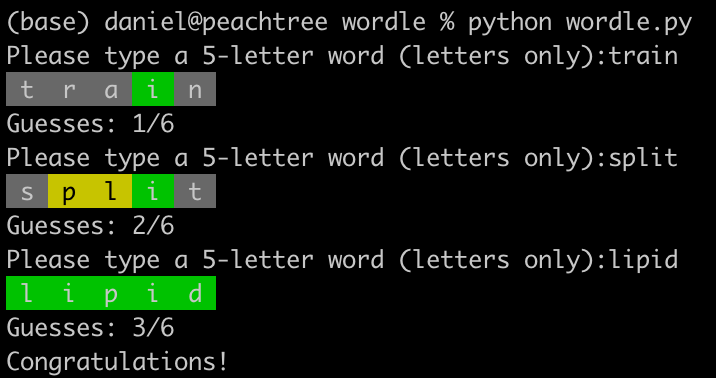 (base) daniel@peachtree wordle % python wordle.py
Please type a 5-letter word (letters only):train
t r a i n
Guesses: 1/6
Please type a 5-letter word (letters only):split
s p l i t
Guesses: 2/6
Please type a 5-letter word (letters only):lipid
l i p i d
Guesses: 3/6
Congratulations!